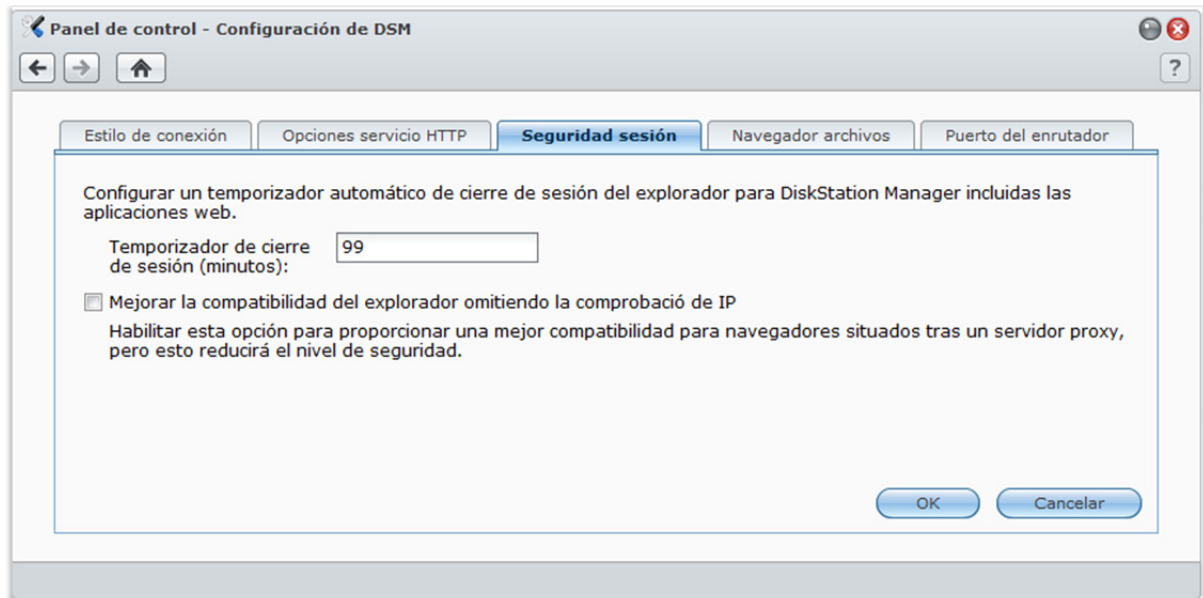 Panel de control - Configuración de DSM
?
Estilo de conexión
Opciones servicio HTTP
Seguridad sesión
Navegador archivos
Puerto del enrutador
Configurar un temporizador automático de cierre de sesión del explorador para DiskStation Manager incluidas las
aplicaciones web.
Temporizador de cierre
de sesión (minutos):
99
Mejorar la compatibilidad del explorador omitiendo la comprobació de IP
Habilitar esta opción para proporcionar una mejor compatibilidad para navegadores situados tras un servidor proxy,
pero esto reducirá el nivel de seguridad.
OK
Cancelar